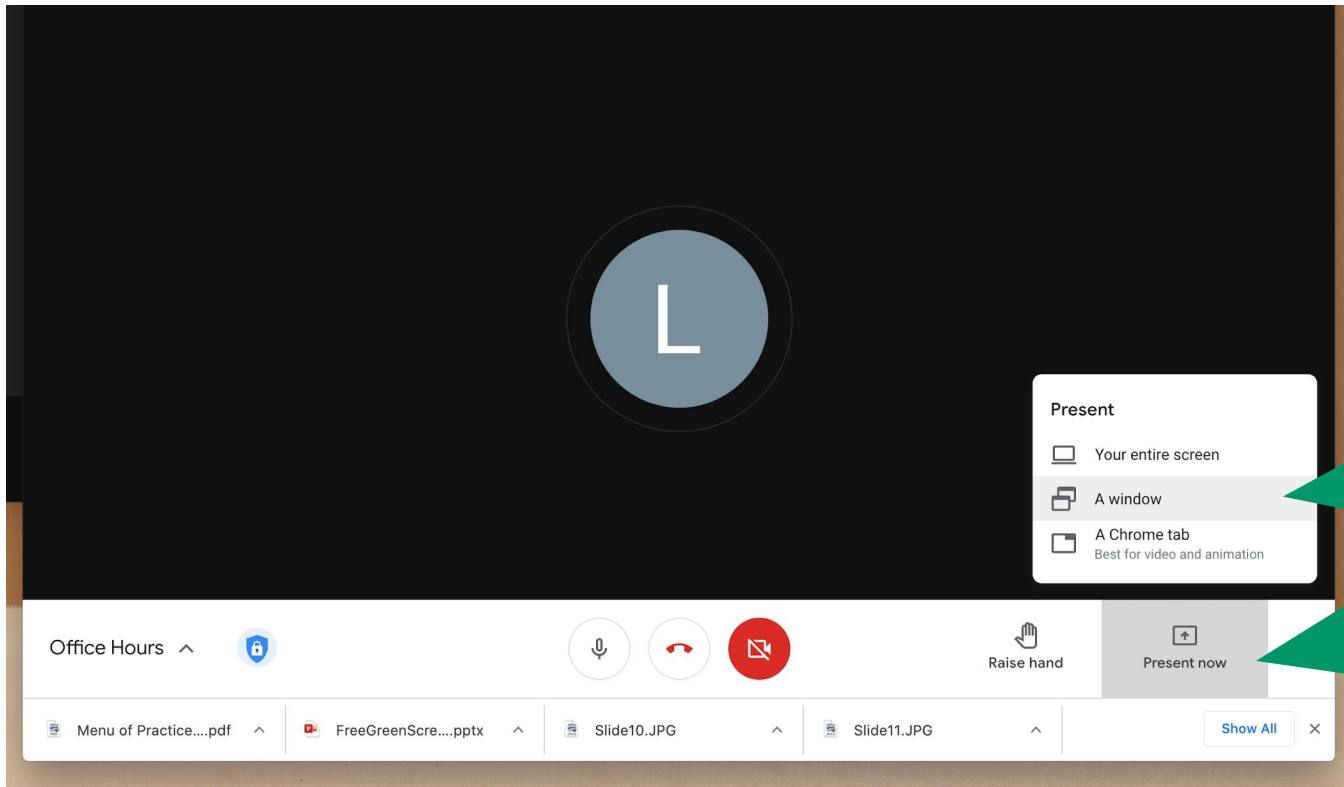 L
Present
Your entire screen
A window
A Chrome tab
Best for video and animation
Office Hours
Raise hand
Present now
Menu of Practice....pdf
FreeGreenScre....pptx
Slide10.JPG
Slide11.JPG
Show All